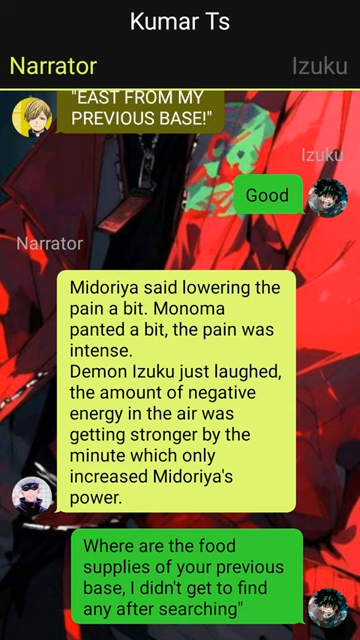 Kumar Ts
Narrator
Izuku
"EAST FROM MY
PREVIOUS BASE!"
Izuku
Good
Narrator
Midoriya said lowering the
pain a bit. Monoma
panted a bit, the pain was
intense.
Demon Izuku just laughed,
the amount of negative
energy in the air was
getting stronger by the
minute which only
increased Midoriya's
power.
Where are the food
supplies of your previous
base, I didn't get to find
any after searching"